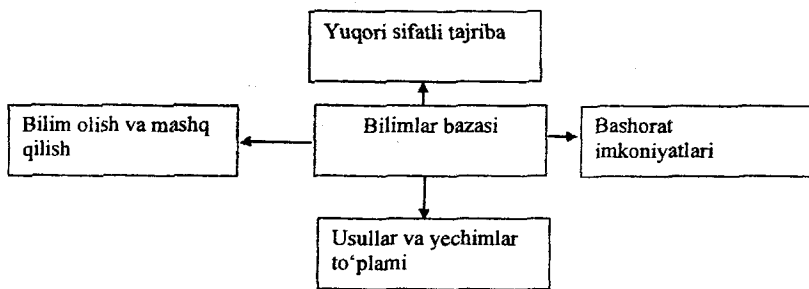 Yuqori sifatli tajriba
Bilim olish va mashq
qilish
Bilimlar bazasi
Bashorat
imkoniyatlari
Usullar va yechimlar
to‘plami